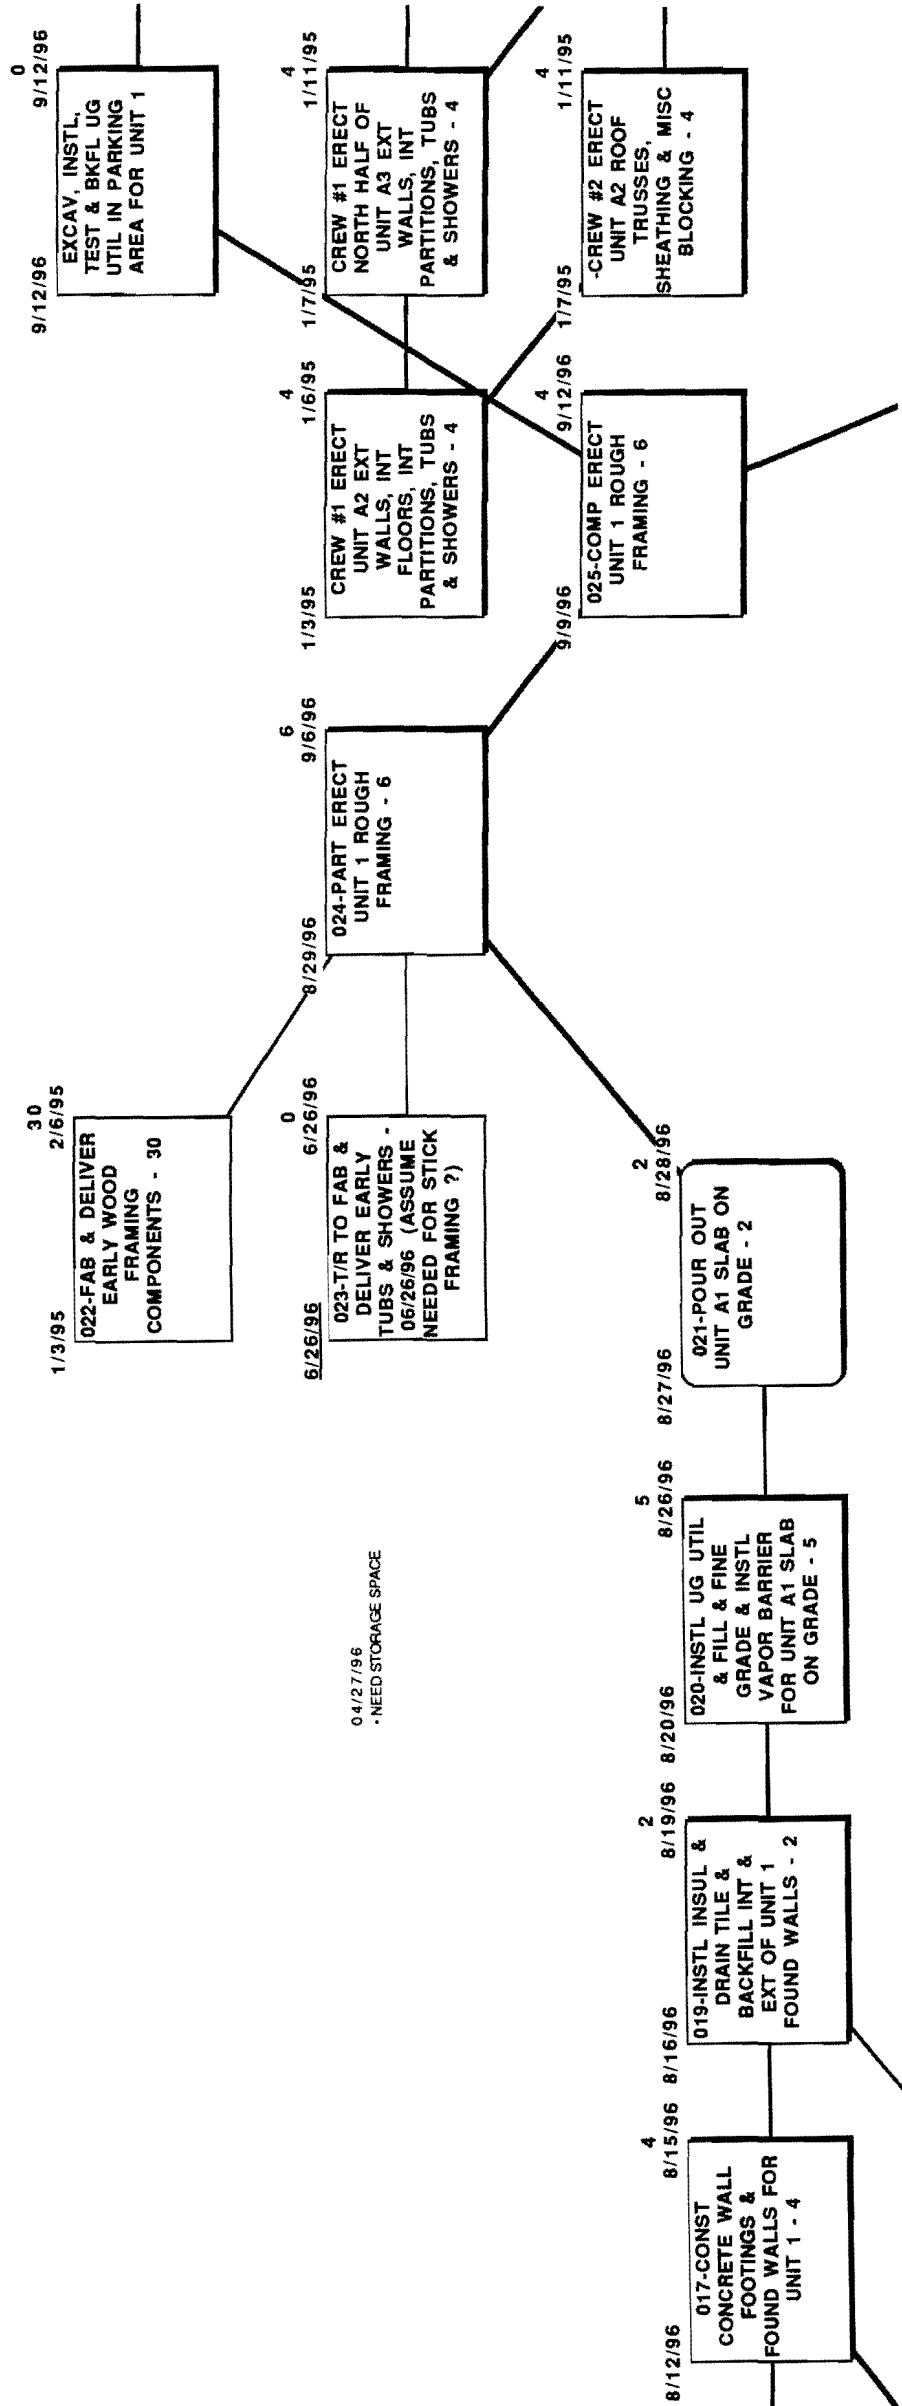 0
9/12/96
9/12/96
EXCAV, INSTL,
TEST & BKFL UG
UTIL IN PARKING
AREA FOR UNIT 1
30
1/3/95
2/6/95
022-FAB & DELIVER
EARLY WOOD
FRAMING
COMPONENTS - 30
0
6/26/96
6/26/96
023-T/R TO FAB &
DELIVER EARLY
TUBS & SHOWERS -
06/26/96 (ASSUME
NEEDED FOR STICK
FRAMING ?)
6
8/29/96
9/6/96
024-PART ERECT
UNIT 1 ROUGH
FRAMING - 6
4
1/3/95
1/6/95
CREW #1 ERECT
UNIT A2 EXT
WALLS, INT
FLOORS, INT
PARTITIONS, TUBS
& SHOWERS - 4
4
1/7/95
1/11/95
CREW #1 ERECT
NORTH HALF OF
UNIT A3 EXT
WALLS, INT
PARTITIONS, TUBS
& SHOWERS - 4
04/27/96
- NEED STORAGE SPACE
4
9/9/96
9/12/96
025-COMP ERECT
UNIT 1 ROUGH
FRAMING - 6
4
1/7/95
1/11/95
-CREW #2 ERECT
UNIT A2 ROOF
TRUSSES,
SHEATHING & MISC
BLOCKING - 4
4
8/12/96
8/15/96
017-CONST
CONCRETE WALL
FOOTINGS &
FOUND WALLS FOR
UNIT 1 - 4
2
8/16/96
8/19/96
019-INSTL INSUL &
DRAIN TILE &
BACKFILL INT &
EXT OF UNIT 1
FOUND WALLS - 2
5
8/20/96
8/26/96
020-INSTL UG UTIL
& FILL & FINE
GRADE & INSTL
VAPOR BARRIER
FOR UNIT A1 SLAB
ON GRADE - 5
2
8/27/96
8/28/96
021-POUR OUT
UNIT A1 SLAB ON
GRADE - 2